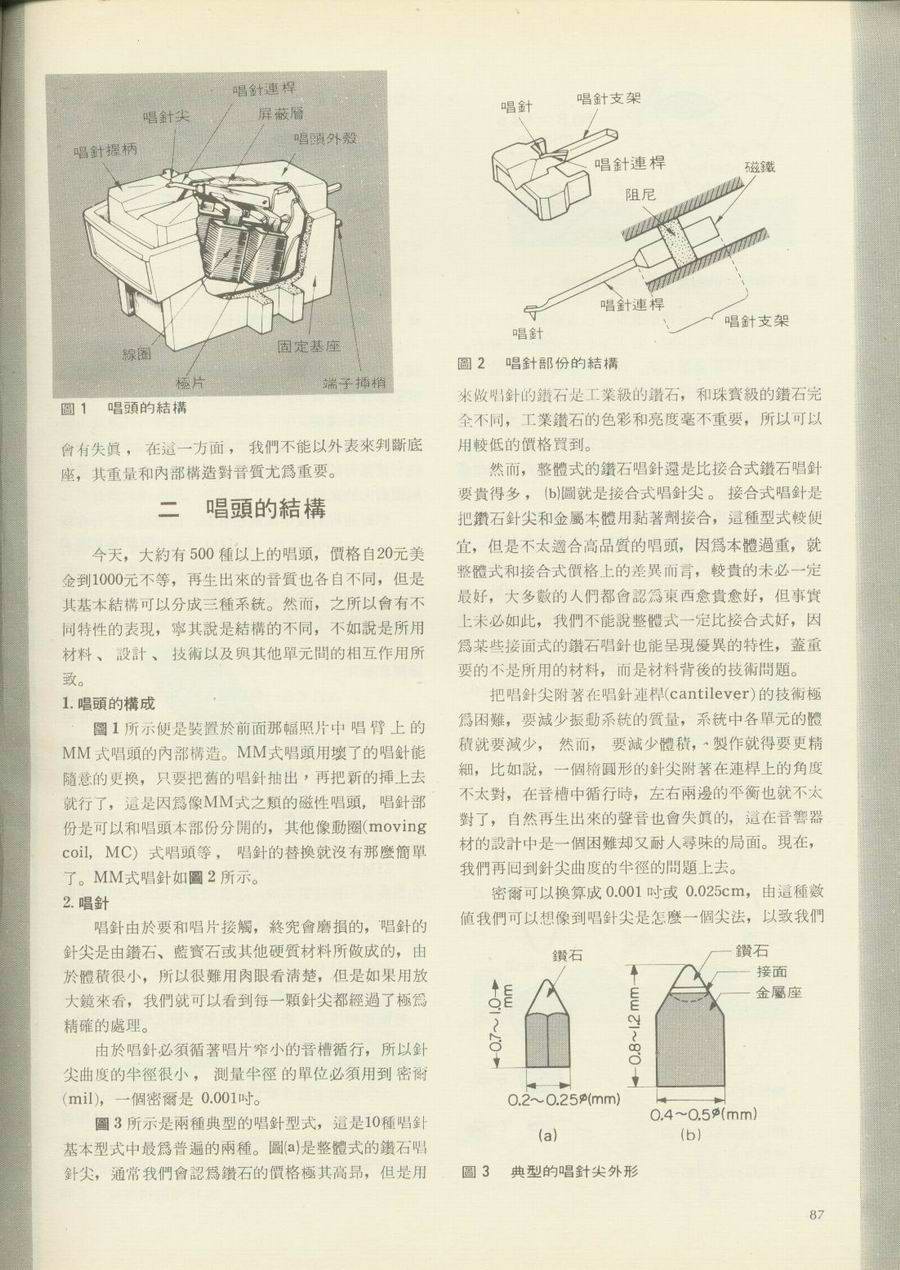 唱針連桿
唱針尖
屏蔽層
唱頭外殼
唱針握柄
線圈
固定基座
極片
端子揷梢
圖 1 唱頭的結構
會有失眞，在這一方面，我們不能以外表來判斷底
座，其重量和內部構造對音質尤爲重要。
二 唱頭的結構
今天，大約有 500 種以上的唱頭，價格自20元美
金到1000元不等，再生出來的音質也各自不同，但是
其基本結構可以分成三種系統。然而，之所以會有不
同特性的表現，寧其說是結構的不同，不如說是所用
材料、設計、技術以及與其他單元間的相互作用所
致。
1. 唱頭的構成
圖 1 所示便是裝置於前面那幅照片中唱臂上的
MM 式唱頭的內部構造。MM式唱頭用壞了的唱針能
隨意的更換，只要把舊的唱針抽出，再把新的揷上去
就行了，這是因爲像MM式之類的磁性唱頭，唱針部
份是可以和唱頭本部份分開的，其他像動圈(moving
coil, MC) 式唱頭等，唱針的替換就沒有那麼簡單
了。MM式唱針如圖 2 所示。
2. 唱針
唱針由於要和唱片接觸，終究會磨損的，唱針的
針尖是由鑽石、藍寶石或其他硬質材料所做成的，由
於體積很小，所以很難用肉眼看清楚，但是如果用放
大鏡來看，我們就可以看到每一顆針尖都經過了極爲
精確的處理。
由於唱針必須循著唱片窄小的音槽循行，所以針
尖曲度的半徑很小，測量半徑的單位必須用到密爾
(mil)，一個密爾是 0.001吋。
圖 3 所示是兩種典型的唱針型式，這是10種唱針
基本型式中最爲普遍的兩種。圖(a)是整體式的鑽石唱
針尖，通常我們會認爲鑽石的價格極其高昂，但是用
唱針
唱針支架
唱針連桿
磁鐵
阻尼
唱針連桿
唱針支架
唱針
圖 2 唱針部份的結構
來做唱針的鑽石是工業級的鑽石，和珠寶級的鑽石完
全不同，工業鑽石的色彩和亮度毫不重要，所以可以
用較低的價格買到。
然而，整體式的鑽石唱針還是比接合式鑽石唱針
要貴得多，(b)圖就是接合式唱針尖。接合式唱針是
把鑽石針尖和金屬本體用黏著劑接合，這種型式較便
宜，但是不太適合高品質的唱頭，因爲本體過重，就
整體式和接合式價格上的差異而言，較貴的未必一定
最好，大多數的人們都會認爲東西愈貴愈好，但事實
上未必如此，我們不能說整體式一定比接合式好，因
爲某些接面式的鑽石唱針也能呈現優異的特性，蓋重
要的不是所用的材料，而是材料背後的技術問題。
把唱針尖附著在唱針連桿(cantilever)的技術極
爲困難，要減少振動系統的質量，系統中各單元的體
積就要減少，然而，要減少體積，製作就得要更精
細，比如說，一個楕圓形的針尖附著在連桿上的角度
不太對，在音槽中循行時，左右兩邊的平衡也就不太
對了，自然再生出來的聲音也會失眞的，這在音響器
材的設計中是一個困難却又耐人尋味的局面。現在，
我們再回到針尖曲度的半徑的問題上去。
密爾可以換算成 0.001 吋或 0.025cm，由這種數
値我們可以想像到唱針尖是怎麼一個尖法，以致我們
鑽石
0.7～1.0 mm
0.2～0.25φ(mm)
(a)
鑽石
接面
金屬座
0.8～1.2 mm
0.4～0.5φ(mm)
(b)
圖 3 典型的唱針尖外形
87